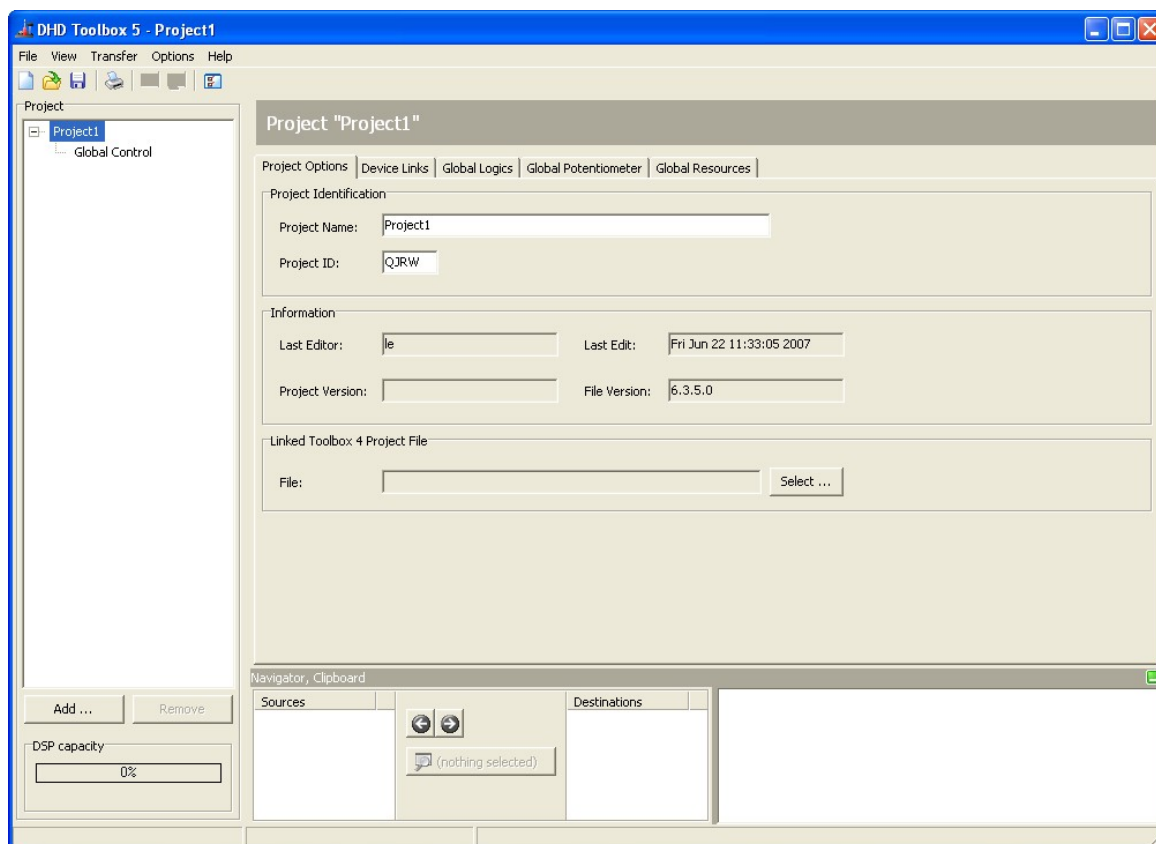 DHD Toolbox 5 - Project1
File View Transfer Options Help
Project
Project1
Global Control
Project "Project1"
Project Options Device Links Global Logics Global Potentiometer Global Resources
Project Identification
Project Name: Project1
Project ID: QJRW
Information
Last Editor: le Last Edit: Fri Jun 22 11:33:05 2007
Project Version: File Version: 6.3.5.0
Linked Toolbox 4 Project File
File: Select ...
Navigator, Clipboard
Add ... Remove
Sources Destinations
(nothing selected)
DSP capacity
0%